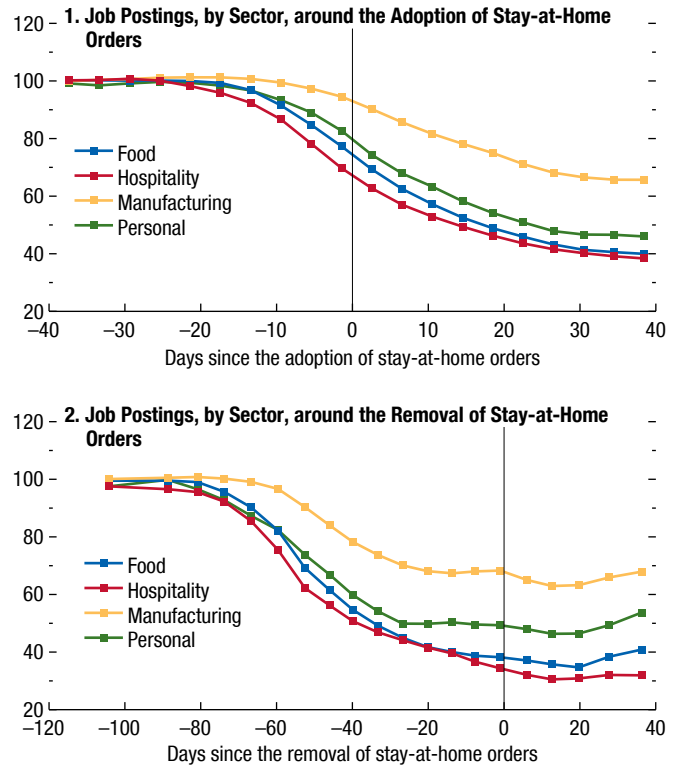 1. Job Postings, by Sector, around the Adoption of Stay-at-Home
Orders
120
100
80
60
40
20
Food
Hospitality
Manufacturing
Personal
–40 –30 –20 –10 0 10 20 30 40
Days since the adoption of stay-at-home orders
2. Job Postings, by Sector, around the Removal of Stay-at-Home
Orders
120
100
80
60
40
20
Food
Hospitality
Manufacturing
Personal
–120 –100 –80 –60 –40 –20 0 20 40
Days since the removal of stay-at-home orders